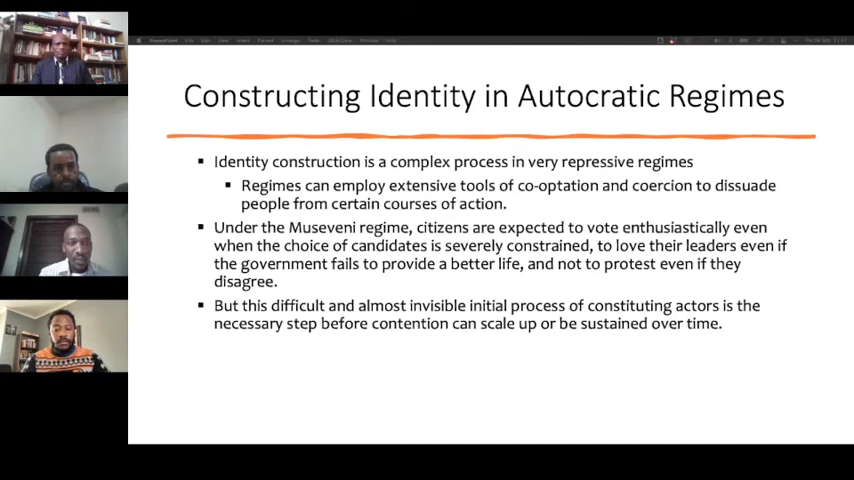 Constructing Identity in Autocratic Regimes
▪ Identity construction is a complex process in very repressive regimes
▪ Regimes can employ extensive tools of co-optation and coercion to dissuade
people from certain courses of action.
▪ Under the Museveni regime, citizens are expected to vote enthusiastically even
when the choice of candidates is severely constrained, to love their leaders even if
the government fails to provide a better life, and not to protest even if they
disagree.
▪ But this difficult and almost invisible initial process of constituting actors is the
necessary step before contention can scale up or be sustained over time.